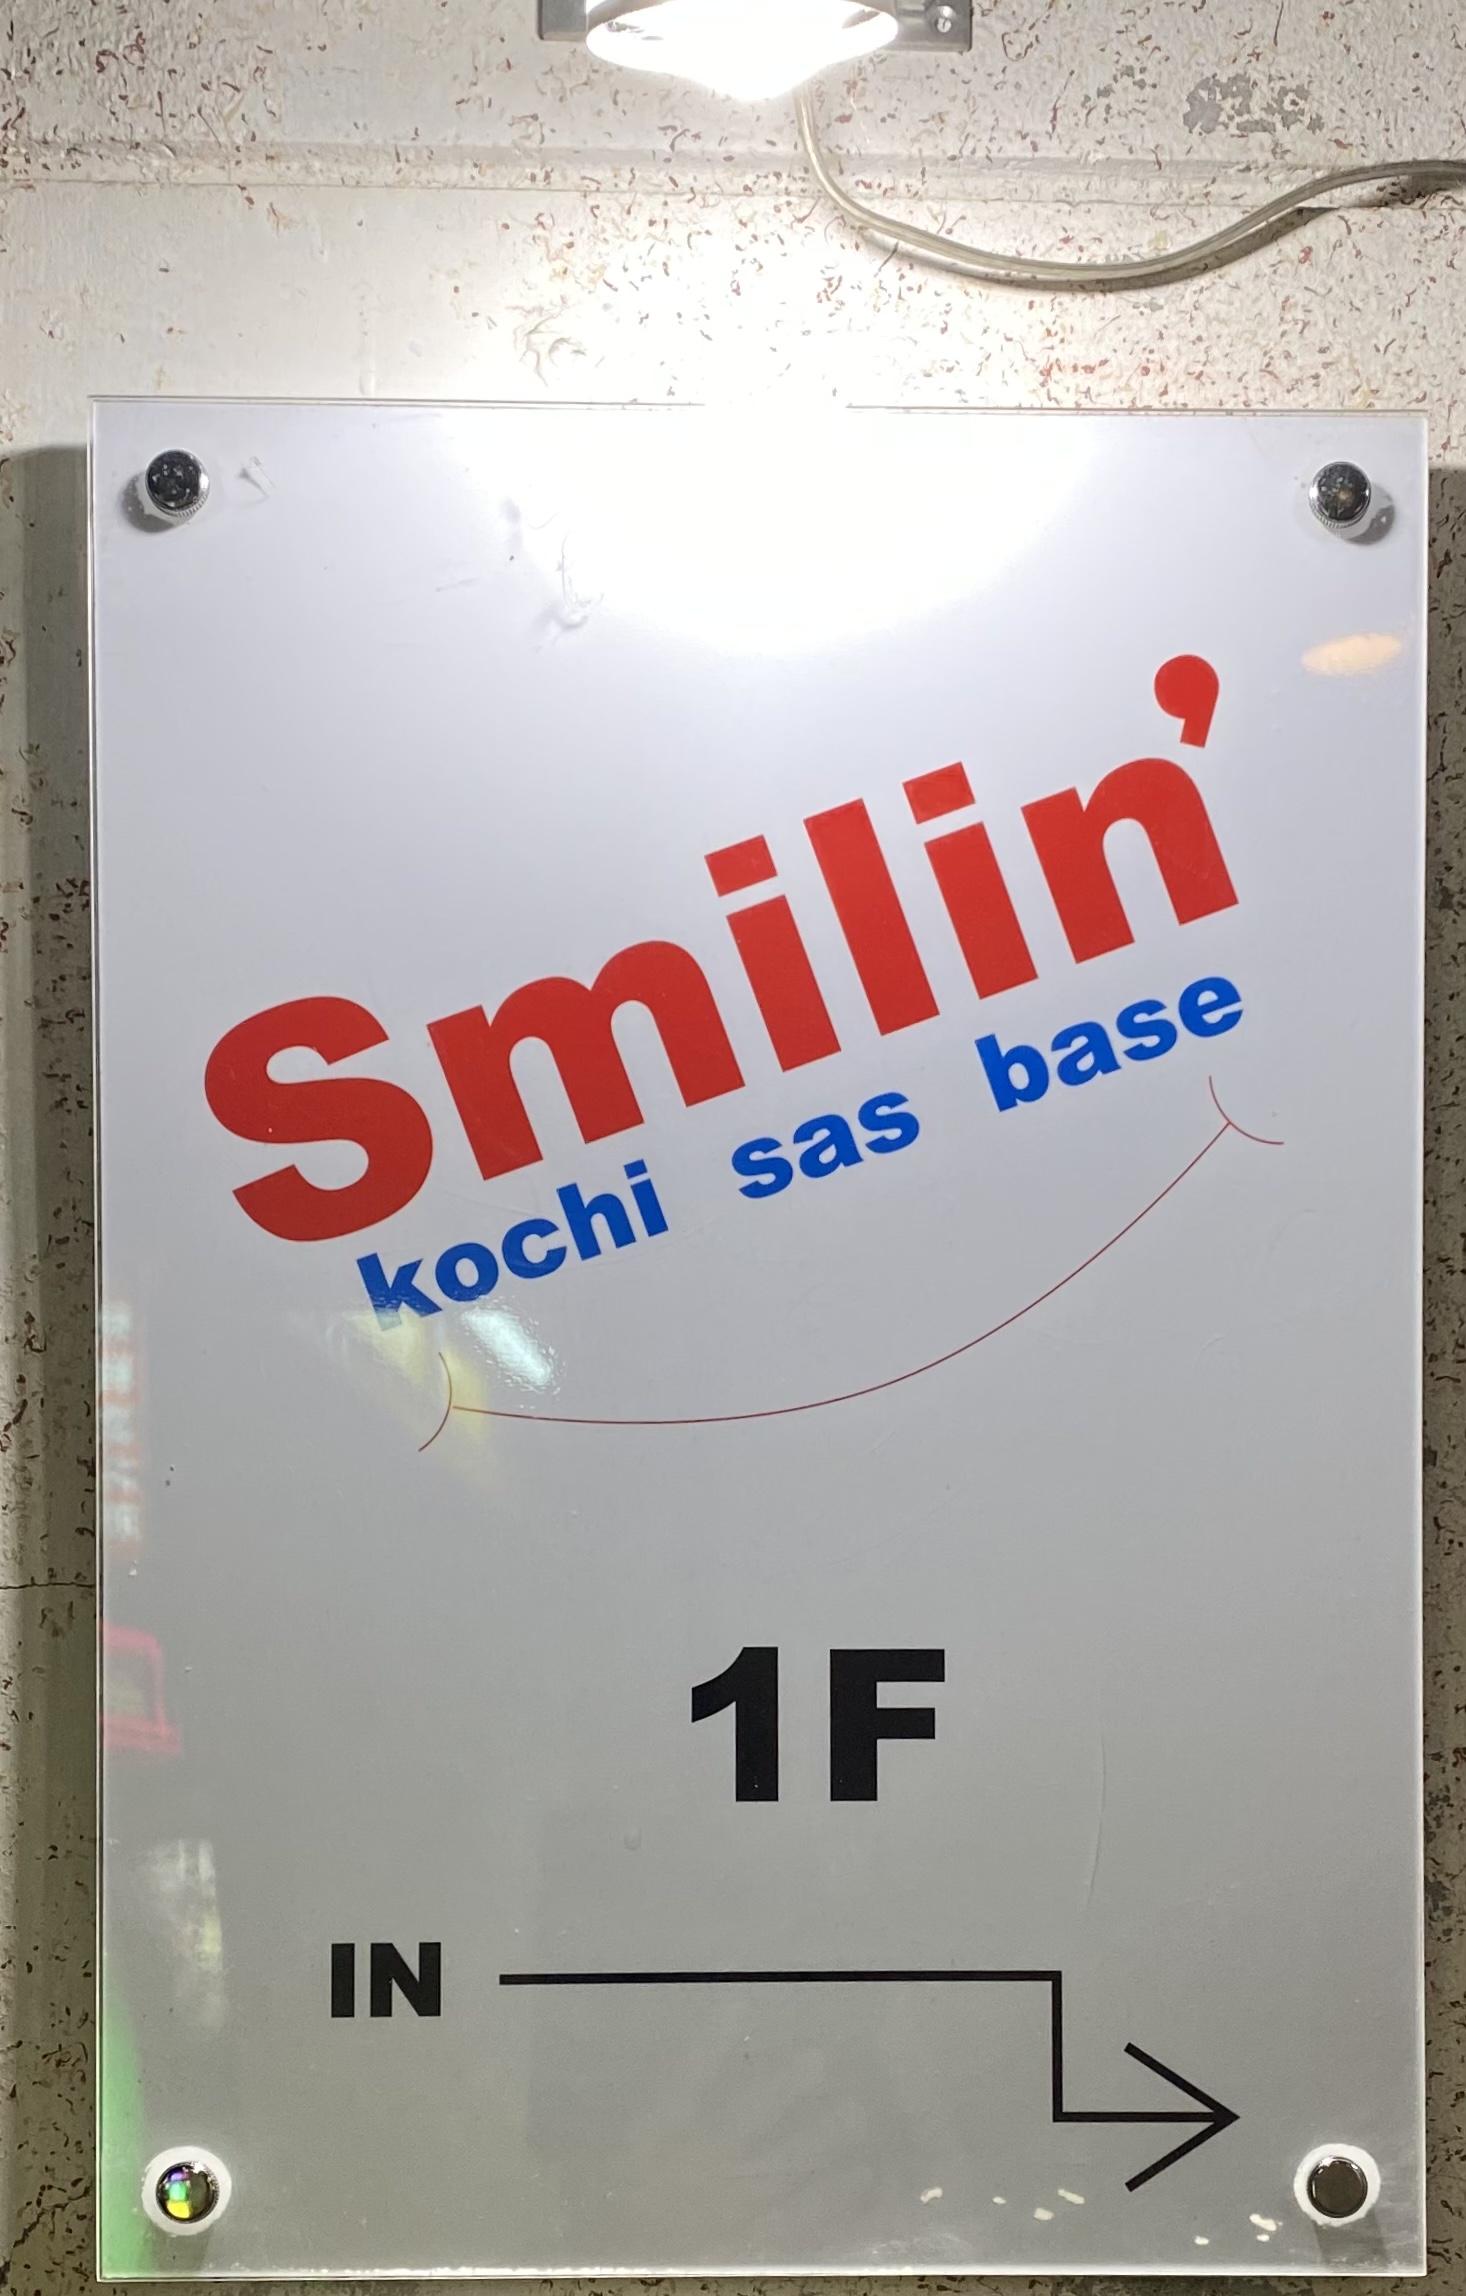 Smilin'
kochi sas base
1F
IN